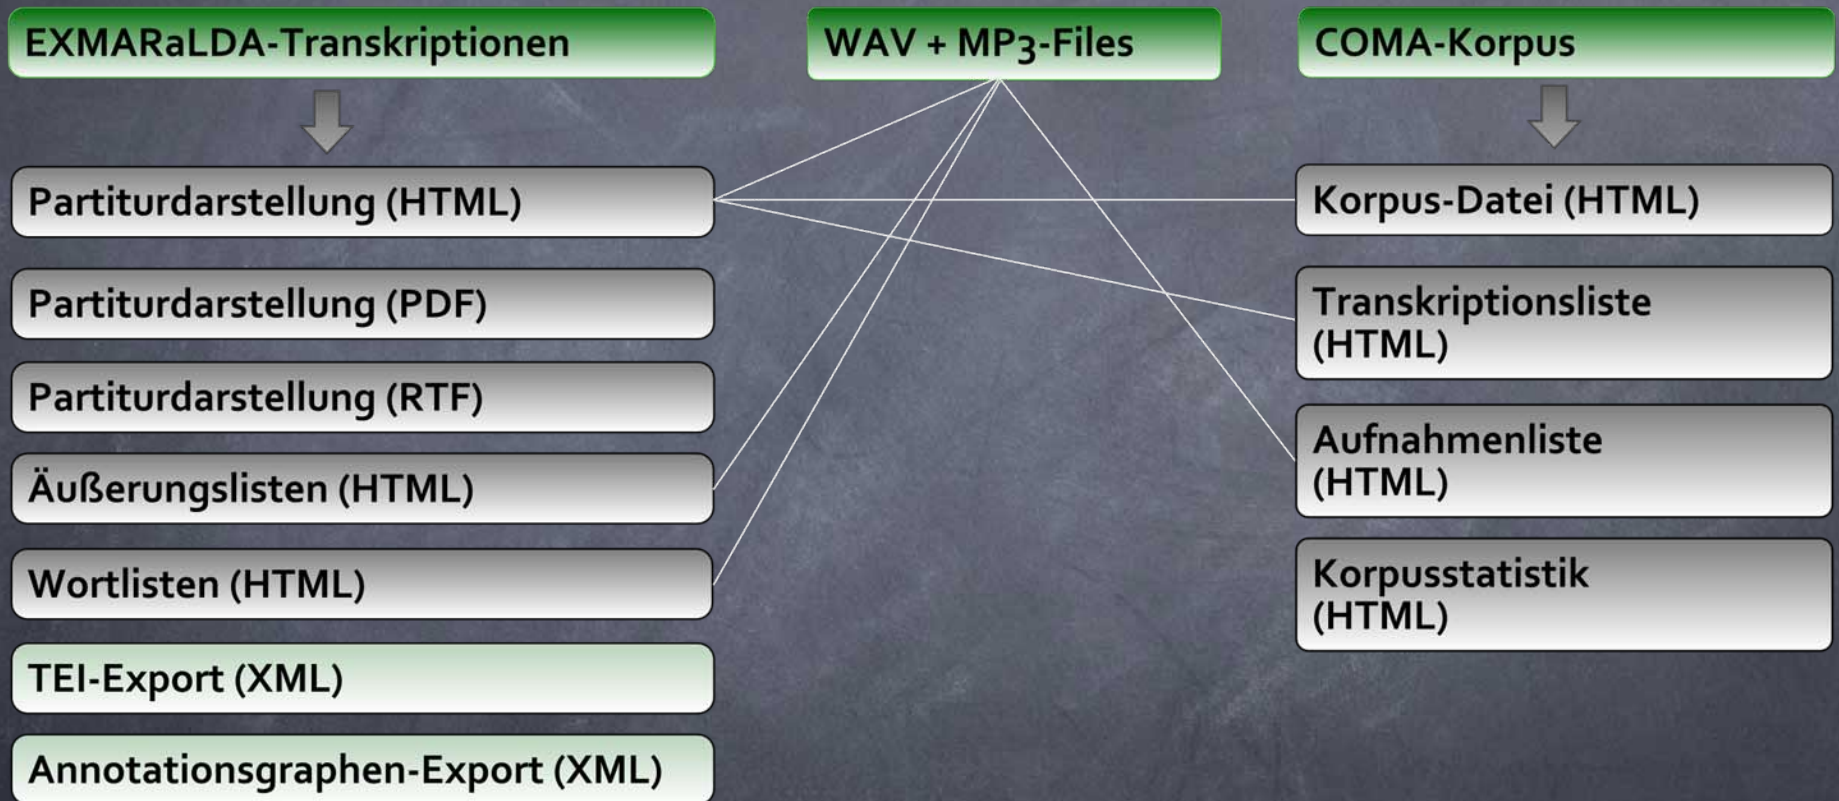 EXMARaLDA-Transkriptionen
Partiturdarstellung (HTML)
Partiturdarstellung (PDF)
Partiturdarstellung (RTF)
Äußerungslisten (HTML)
Wortlisten (HTML)
TEI-Export (XML)
Annotationsgraphen-Export (XML)
WAV + MP3-Files
COMA-Korpus
Korpus-Datei (HTML)
Transkriptionsliste
(HTML)
Aufnahmenliste
(HTML)
Korpusstatistik
(HTML)